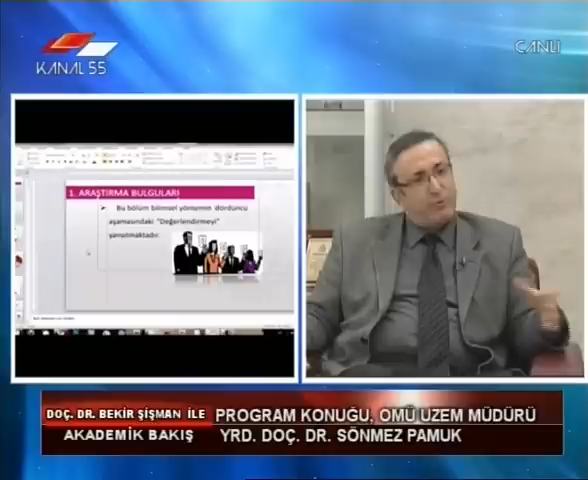 KANAL 55
CANLI
1. ARAŞTIRMA BULGULARI
Bu bölüm bilimsel yöntemin dördüncü
aşamasındaki "Değerlendirmeyi"
yansıtmaktadır.
DOÇ. DR. BEKİR ŞİŞMAN İLE
AKADEMİK BAKIŞ
PROGRAM KONUĞU, OMÜ UZEM MÜDÜRÜ
YRD. DOÇ. DR. SÖNMEZ PAMUK